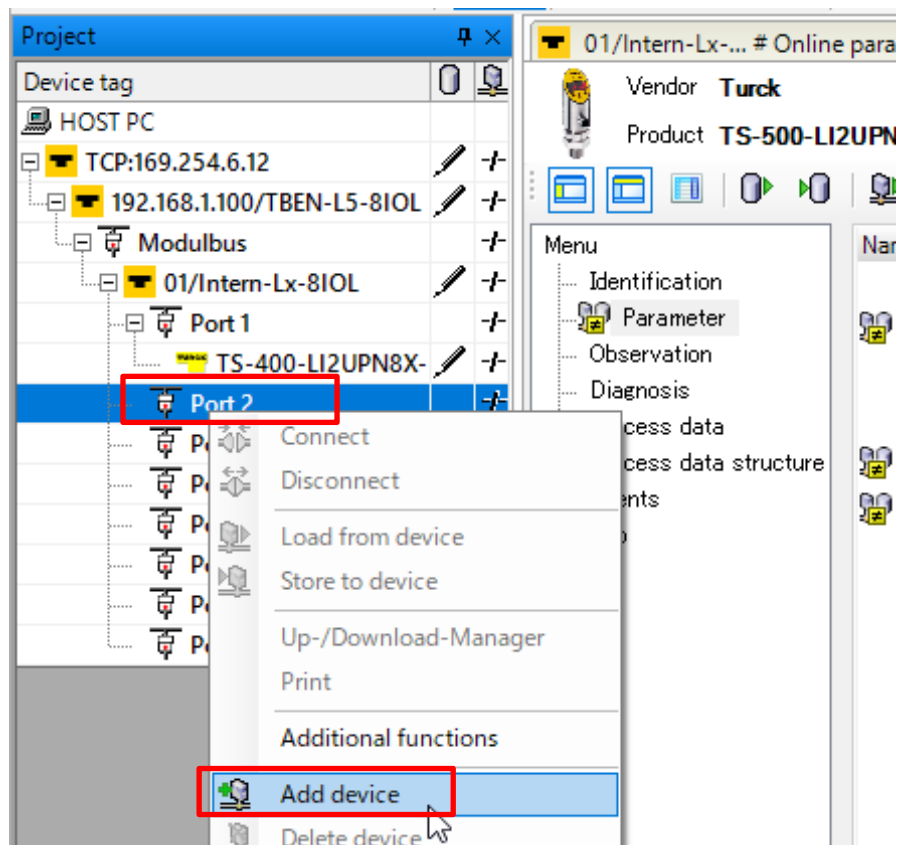 Project
Device tag
HOST PC
TCP:169.254.6.12
192.168.1.100/TBEN-L5-8IOL
Modulbus
01/Intern-Lx-8IOL
Port 1
TS-400-LI2UPN8X-
Port 2
Connect
Disconnect
Load from device
Store to device
Up-/Download-Manager
Print
Additional functions
Add device
Delete device
01/Intern-Lx-... # Online para
Vendor Turck
Product TS-500-LI2UPN
Menu
Nar
Identification
Parameter
Observation
Diagnosis
cess data
cess data structure
ents